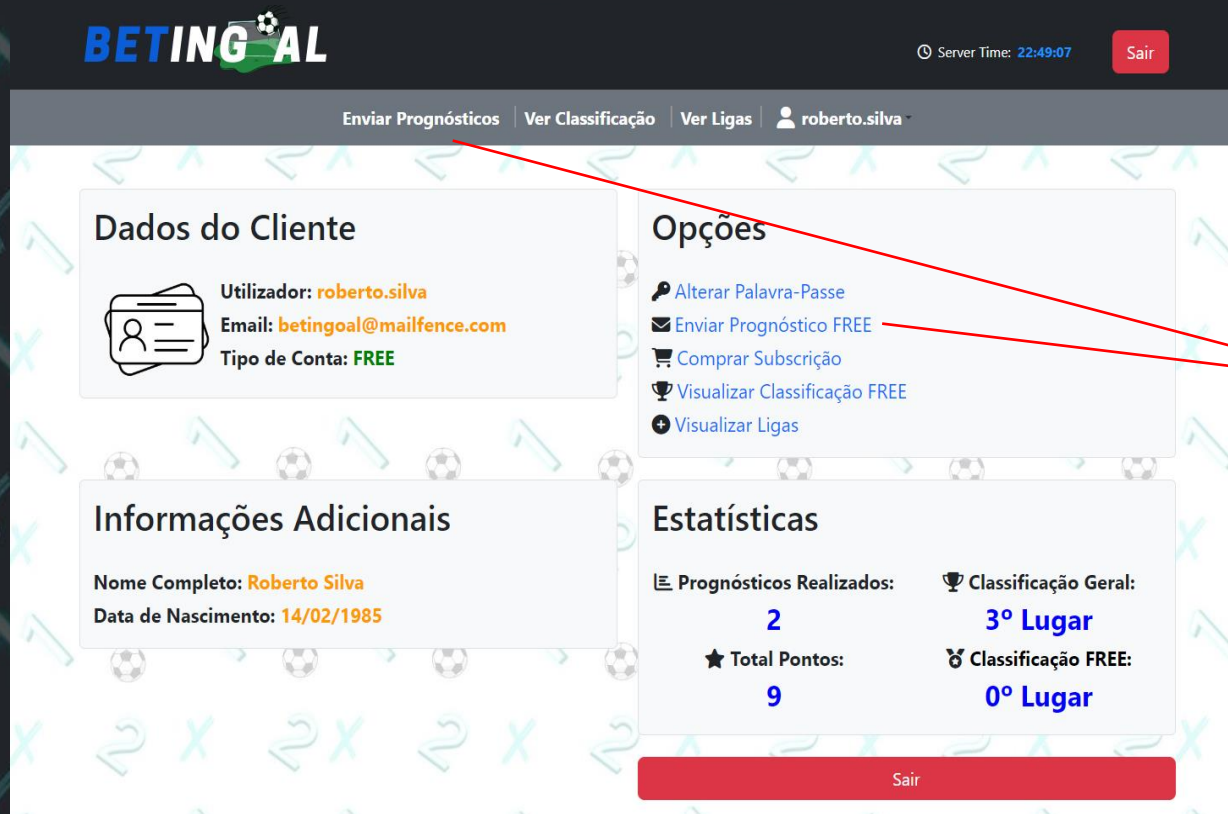 BETINGOAL
Server Time: 22:49:07
Sair
Enviar Prognósticos
Ver Classificação
Ver Ligas
roberto.silva
Dados do Cliente
Utilizador: roberto.silva
Email: betingoal@mailfence.com
Tipo de Conta: FREE
Opções
Alterar Palavra-Passe
Enviar Prognóstico FREE
Comprar Subscrição
Visualizar Classificação FREE
Visualizar Ligas
Informações Adicionais
Nome Completo: Roberto Silva
Data de Nascimento: 14/02/1985
Estatísticas
Prognósticos Realizados:
2
Classificação Geral:
3º Lugar
Total Pontos:
9
Classificação FREE:
0º Lugar
Sair